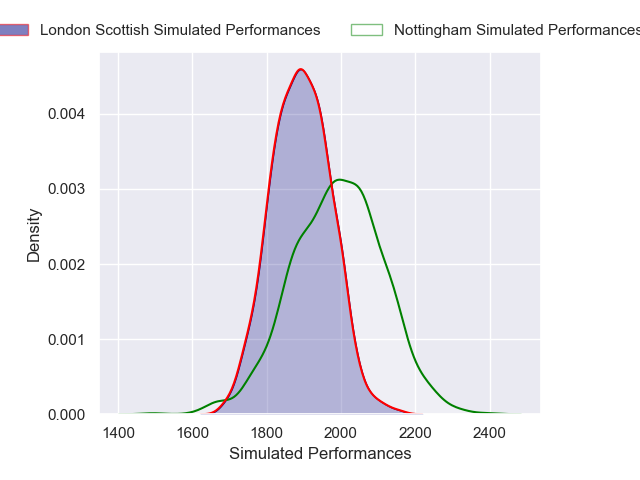 London Scottish Simulated Performances Nottingham Simulated Performances
0.004
0.003
0.002
0.001
0.000
Density
1400 1600 1800 2000 2200 2400
Simulated Performances